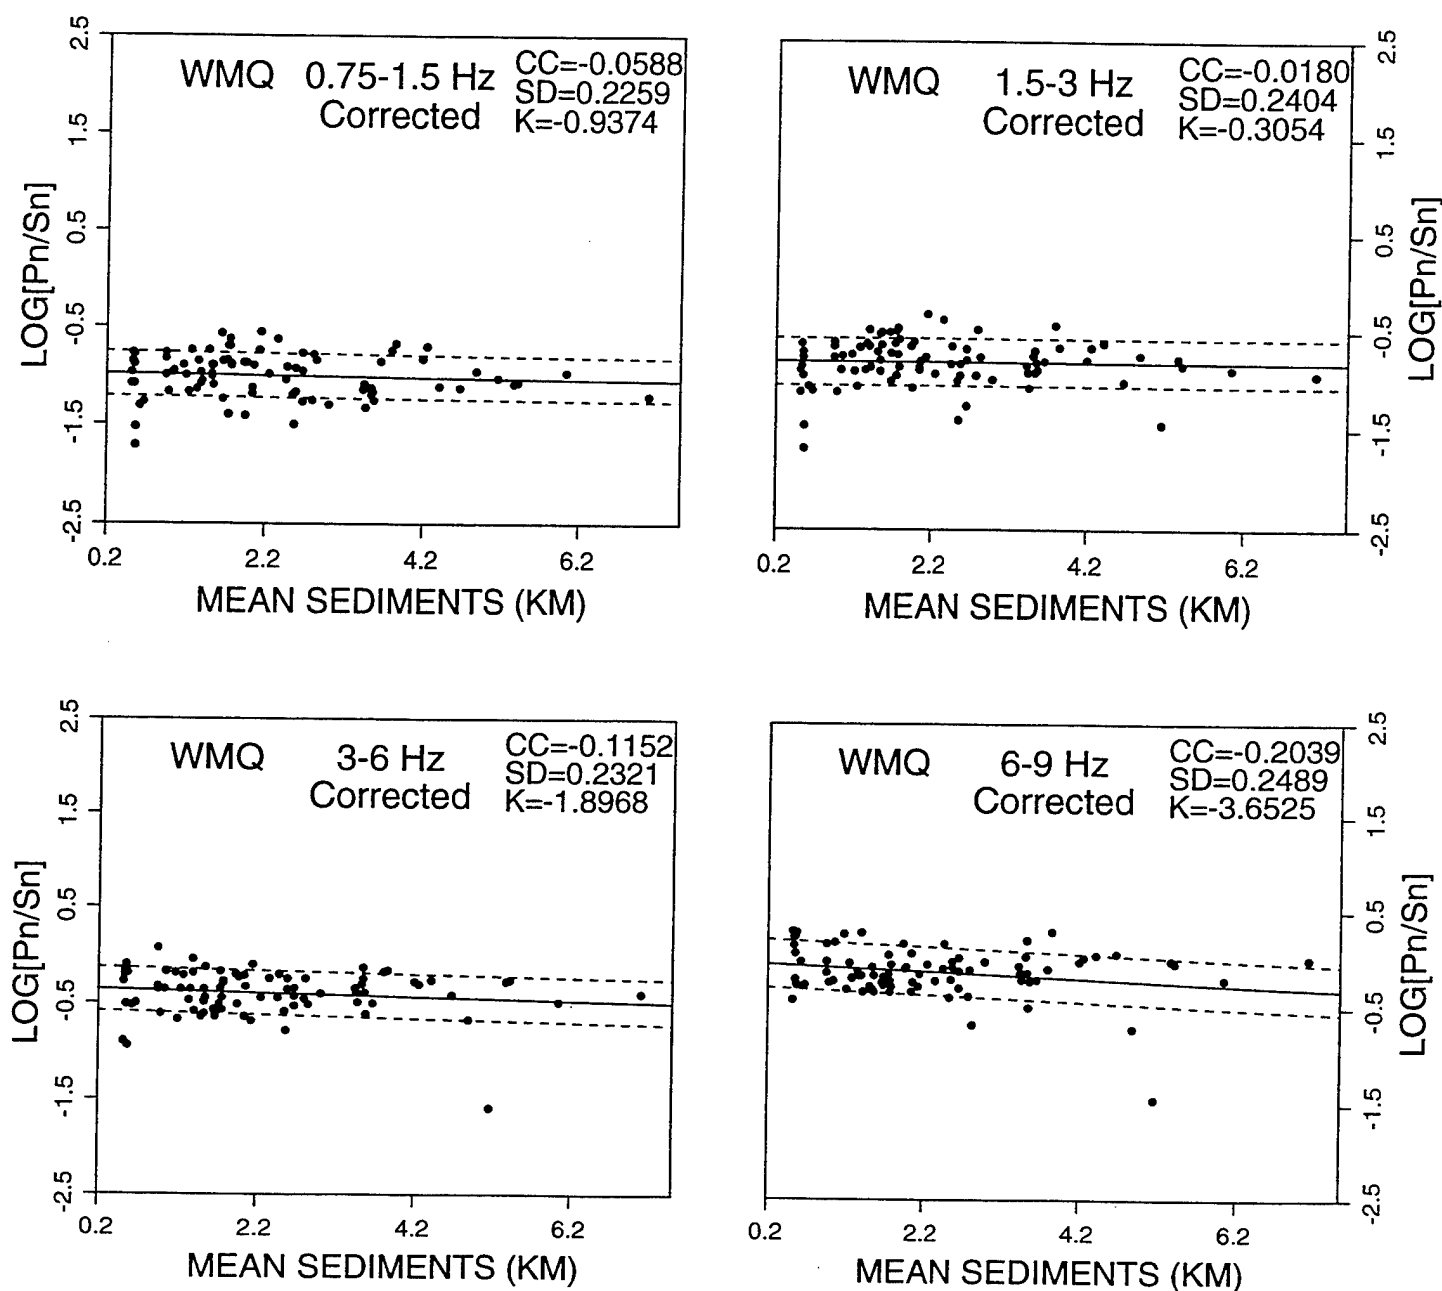 WMQ 0.75-1.5 Hz
Corrected
CC=-0.0588
SD=0.2259
K=-0.9374
2.5
1.5
0.5
-0.5
-1.5
-2.5
LOG[Pn/Sn]
0.2 2.2 4.2 6.2
MEAN SEDIMENTS (KM)
WMQ 1.5-3 Hz
Corrected
CC=-0.0180
SD=0.2404
K=-0.3054
2.5
1.5
0.5
-0.5
-1.5
-2.5
LOG[Pn/Sn]
0.2 2.2 4.2 6.2
MEAN SEDIMENTS (KM)
WMQ 3-6 Hz
Corrected
CC=-0.1152
SD=0.2321
K=-1.8968
2.5
1.5
0.5
-0.5
-1.5
-2.5
LOG[Pn/Sn]
0.2 2.2 4.2 6.2
MEAN SEDIMENTS (KM)
WMQ 6-9 Hz
Corrected
CC=-0.2039
SD=0.2489
K=-3.6525
2.5
1.5
0.5
-0.5
-1.5
-2.5
LOG[Pn/Sn]
0.2 2.2 4.2 6.2
MEAN SEDIMENTS (KM)